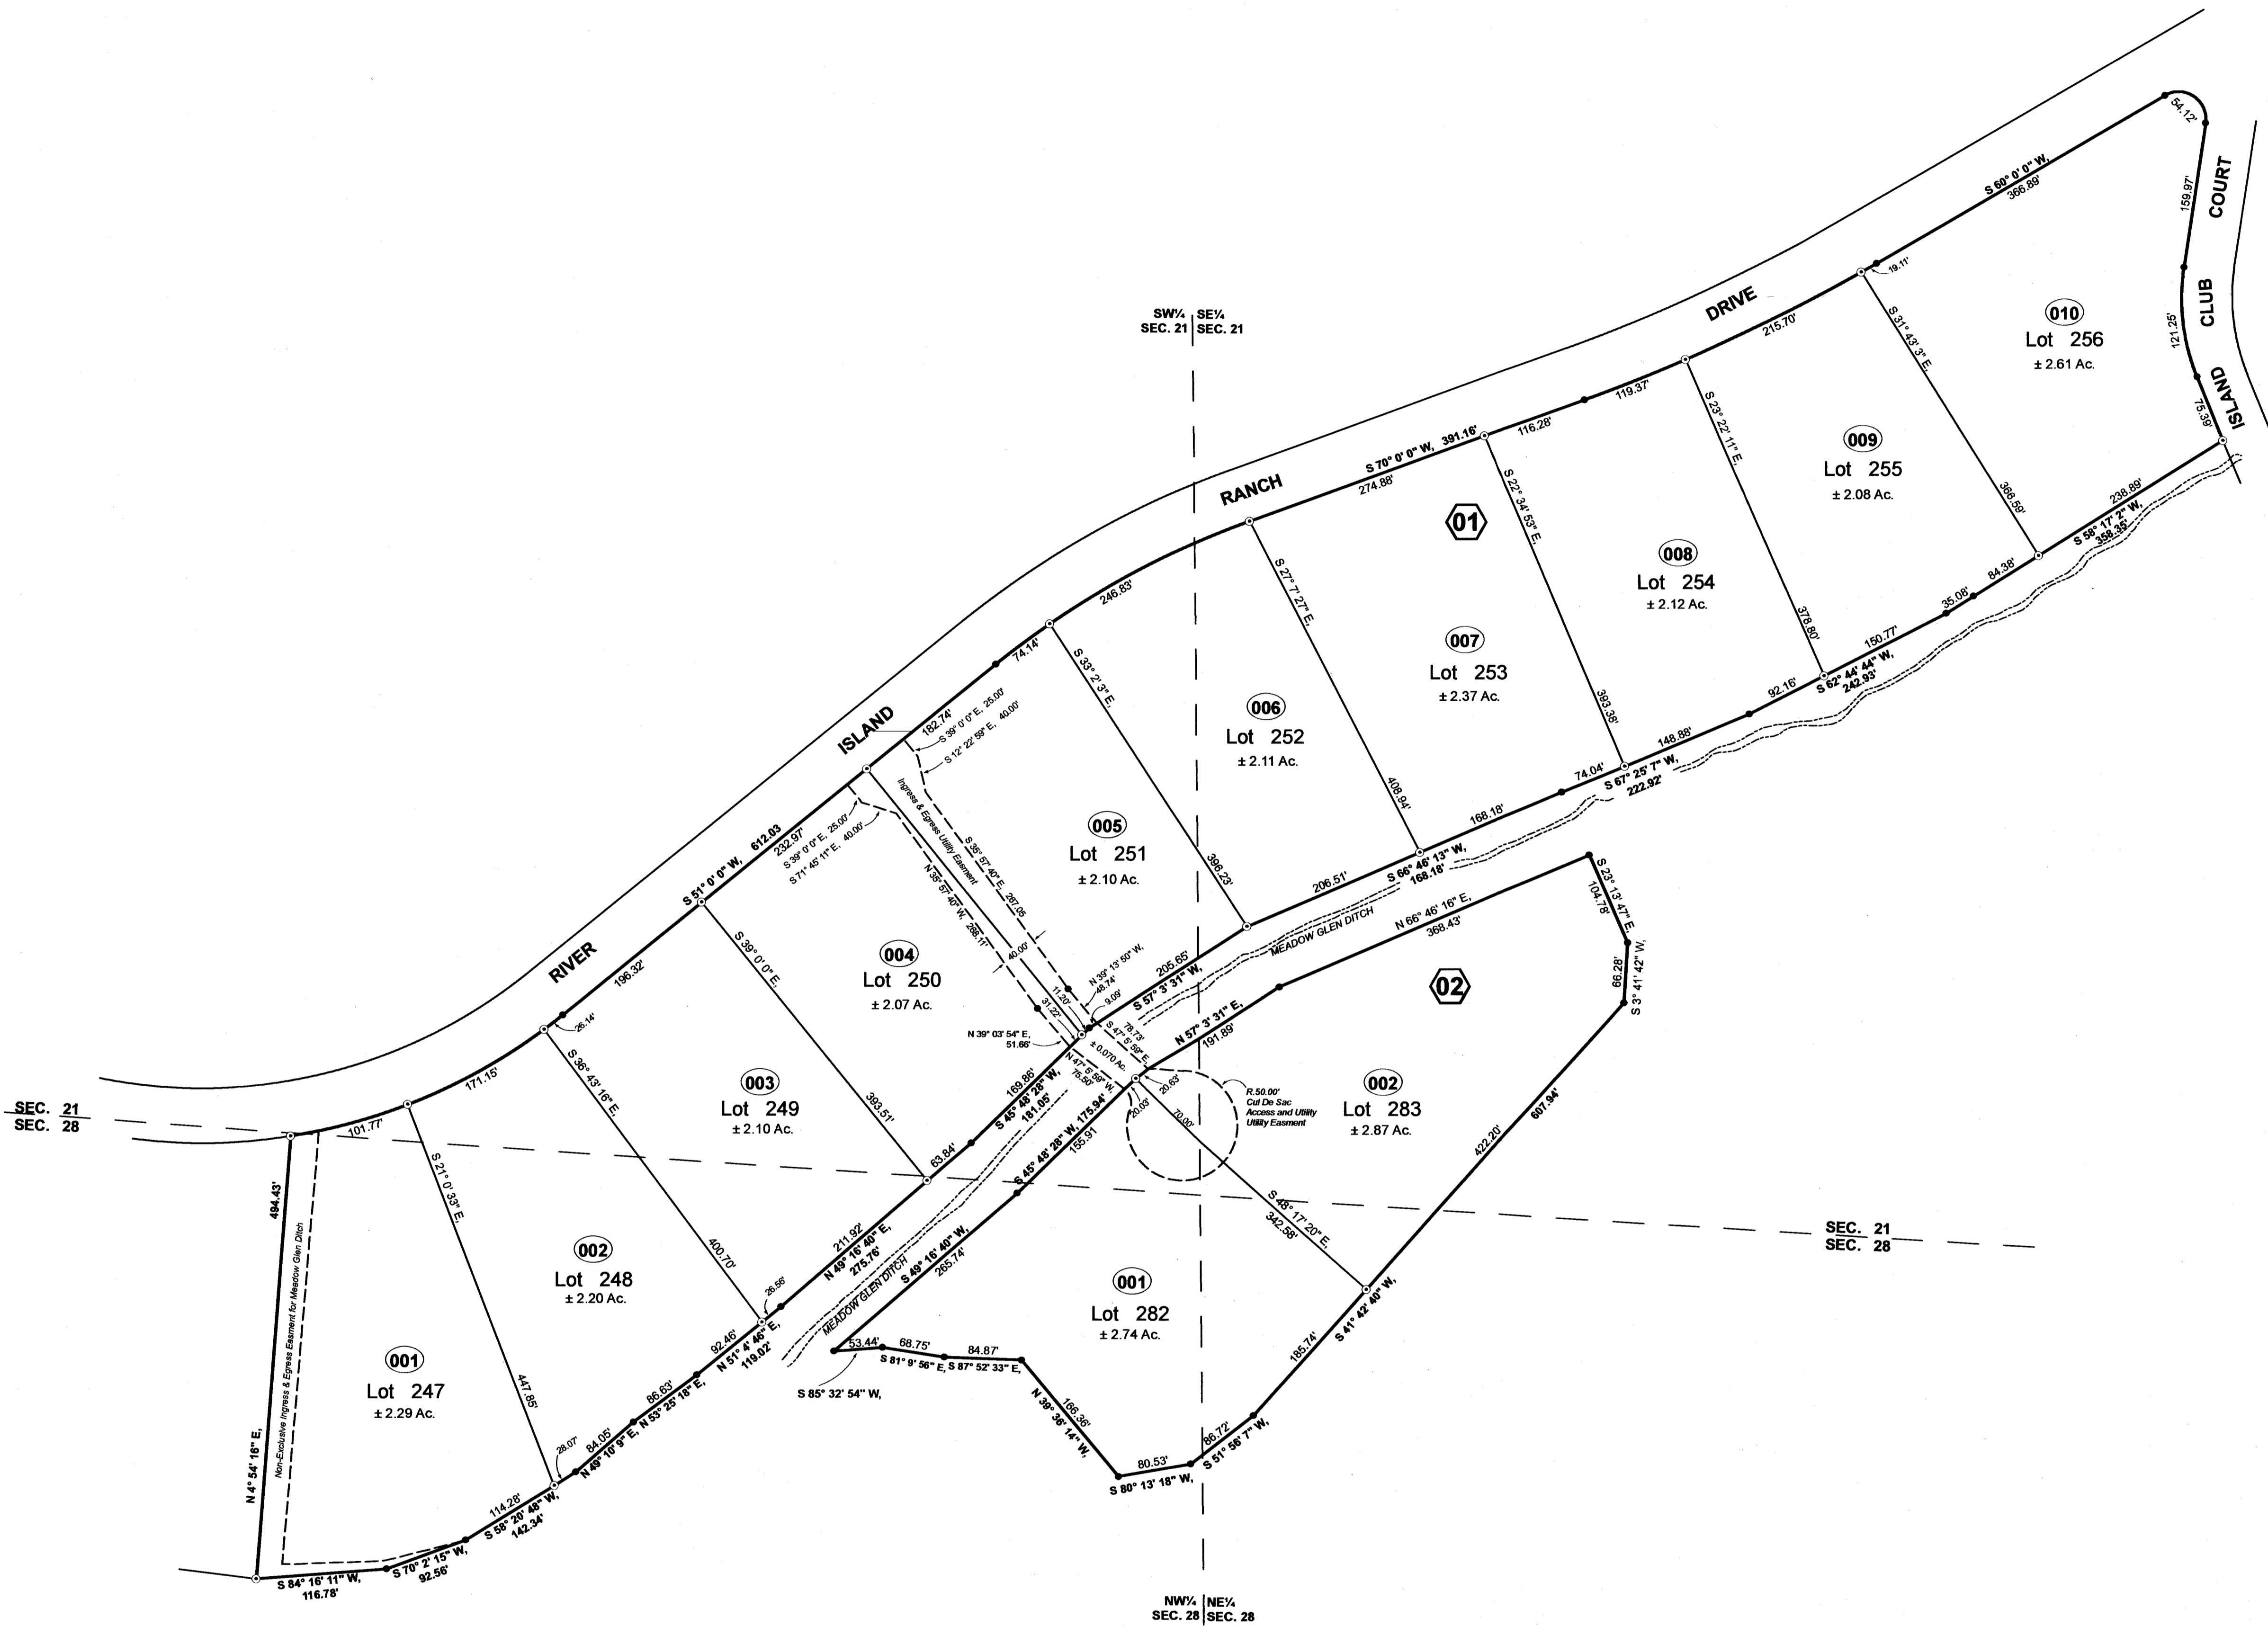 54.12'
S 60° 0' 0" W,
366.89'
159.97'
COURT
CLUB
ISLAND
19.11'
121.25'
75.39'
DRIVE
215.70'
S 31° 43' 3" E,
366.59'
010
Lot 256
± 2.61 Ac.
SW¼ SE¼
SEC. 21 SEC. 21
119.37'
116.28'
S 23° 22' 11" E,
378.80'
009
Lot 255
± 2.08 Ac.
238.89'
S 58° 17' 2" W,
358.35'
84.38'
35.08'
RANCH
S 70° 0' 0" W, 391.16'
274.88'
S 22° 34' 53" E,
393.38'
01
008
Lot 254
± 2.12 Ac.
150.77'
S 62° 44' 44" W,
242.93'
92.16'
246.83'
S 27° 7' 27" E,
408.94'
007
Lot 253
± 2.37 Ac.
148.88'
74.04'
S 67° 25' 7" W,
222.92'
74.14'
S 33° 2' 3" E,
396.23'
006
Lot 252
± 2.11 Ac.
168.18'
206.51'
S 66° 46' 13" W,
168.18'
ISLAND
182.74'
S 39° 0' 0" E, 25.00'
S 12° 22' 59" E, 40.00'
Ingress & Egress Utility Easment
S 35° 57' 40" E, 267.05
005
Lot 251
± 2.10 Ac.
S 51° 0' 0" W, 612.03
232.97'
S 39° 0' 0" E, 25.00'
S 71° 45' 11" E, 40.00'
N 35° 57' 40" W, 268.11'
40.00'
11.20'
31.22'
N 39° 13' 50" W,
48.74'
9.09'
205.65'
S 57° 3' 31" W,
MEADOW GLEN DITCH
N 66° 46' 16" E,
368.43'
S 23° 13' 47" E,
104.78'
66.28'
S 3° 41' 42" W,
02
RIVER
196.32'
S 39° 0' 0" E,
393.51'
004
Lot 250
± 2.07 Ac.
N 39° 03' 54" E,
51.66'
± 0.070 Ac.
78.73'
S 47° 5' 59" E,
N 47° 5' 59" W,
75.50'
N 57° 3' 31" E,
191.89'
20.63'
20.03'
70.00'
R.50.00'
Cul De Sac
Access and Utility
Utility Easment
002
Lot 283
± 2.87 Ac.
26.14'
171.15'
S 36° 43' 16" E,
400.70'
003
Lot 249
± 2.10 Ac.
169.86'
S 45° 48' 28" W,
181.05'
63.84'
S 45° 48' 28" W, 175.94'
155.91
422.20'
607.94'
SEC. 21
SEC. 28
101.77'
S 21° 0' 33" E,
447.85'
002
Lot 248
± 2.20 Ac.
211.92'
N 49° 16' 40" E,
275.76'
MEADOW GLEN DITCH
S 49° 16' 40" W,
265.74'
S 48° 17' 20" E,
342.58'
SEC. 21
SEC. 28
001
Lot 282
± 2.74 Ac.
185.74'
S 41° 42' 40" W,
494.43'
N 4° 54' 16" E,
Non-Exclusive Ingress & Egress Easment for Meadow Glen Ditch
001
Lot 247
± 2.29 Ac.
26.56'
92.46'
N 51° 4' 46" E,
119.02'
86.63'
N 53° 25' 18" E,
84.05'
N 49° 10' 9" E,
28.07'
114.28'
S 58° 20' 48" W,
142.34'
S 70° 2' 15" W,
92.56'
S 84° 16' 11" W,
116.78'
53.44'
S 85° 32' 54" W,
68.75'
S 81° 9' 56" E,
84.87'
S 87° 52' 33" E,
166.36'
N 39° 36' 14" W,
80.53'
S 80° 13' 18" W,
86.72'
S 51° 56' 7" W,
NW¼ NE¼
SEC. 28 SEC. 28